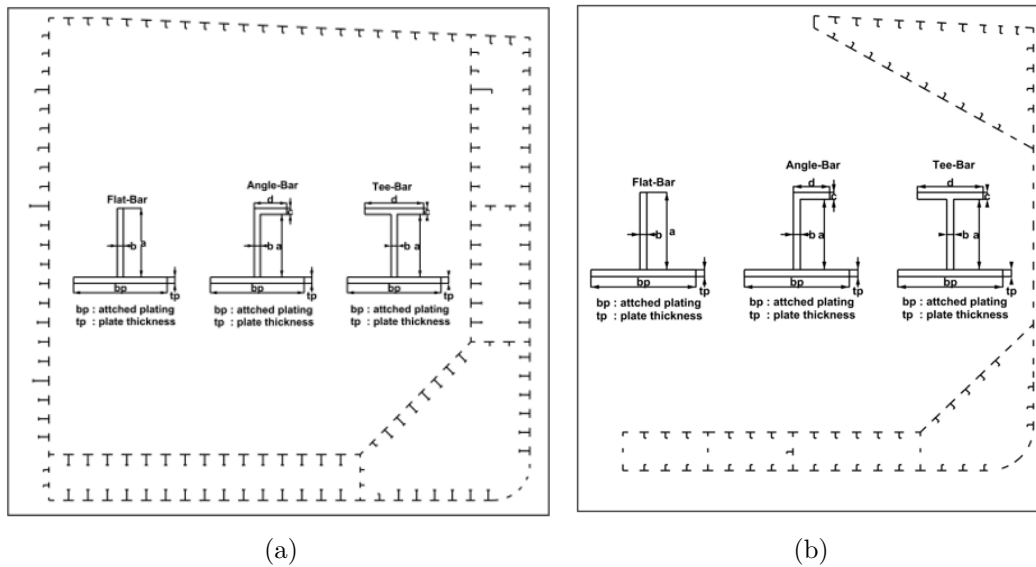 Flat-Bar
b
a
bp
tp
bp : attched plating
tp : plate thickness
Angle-Bar
d
c
b a
bp
tp
bp : attched plating
tp : plate thickness
Tee-Bar
d
c
b a
bp
tp
bp : attched plating
tp : plate thickness
(a)
Flat-Bar
b
a
bp
tp
bp : attched plating
tp : plate thickness
Angle-Bar
d
c
b a
bp
tp
bp : attched plating
tp : plate thickness
Tee-Bar
d
c
b a
bp
tp
bp : attched plating
tp : plate thickness
(b)